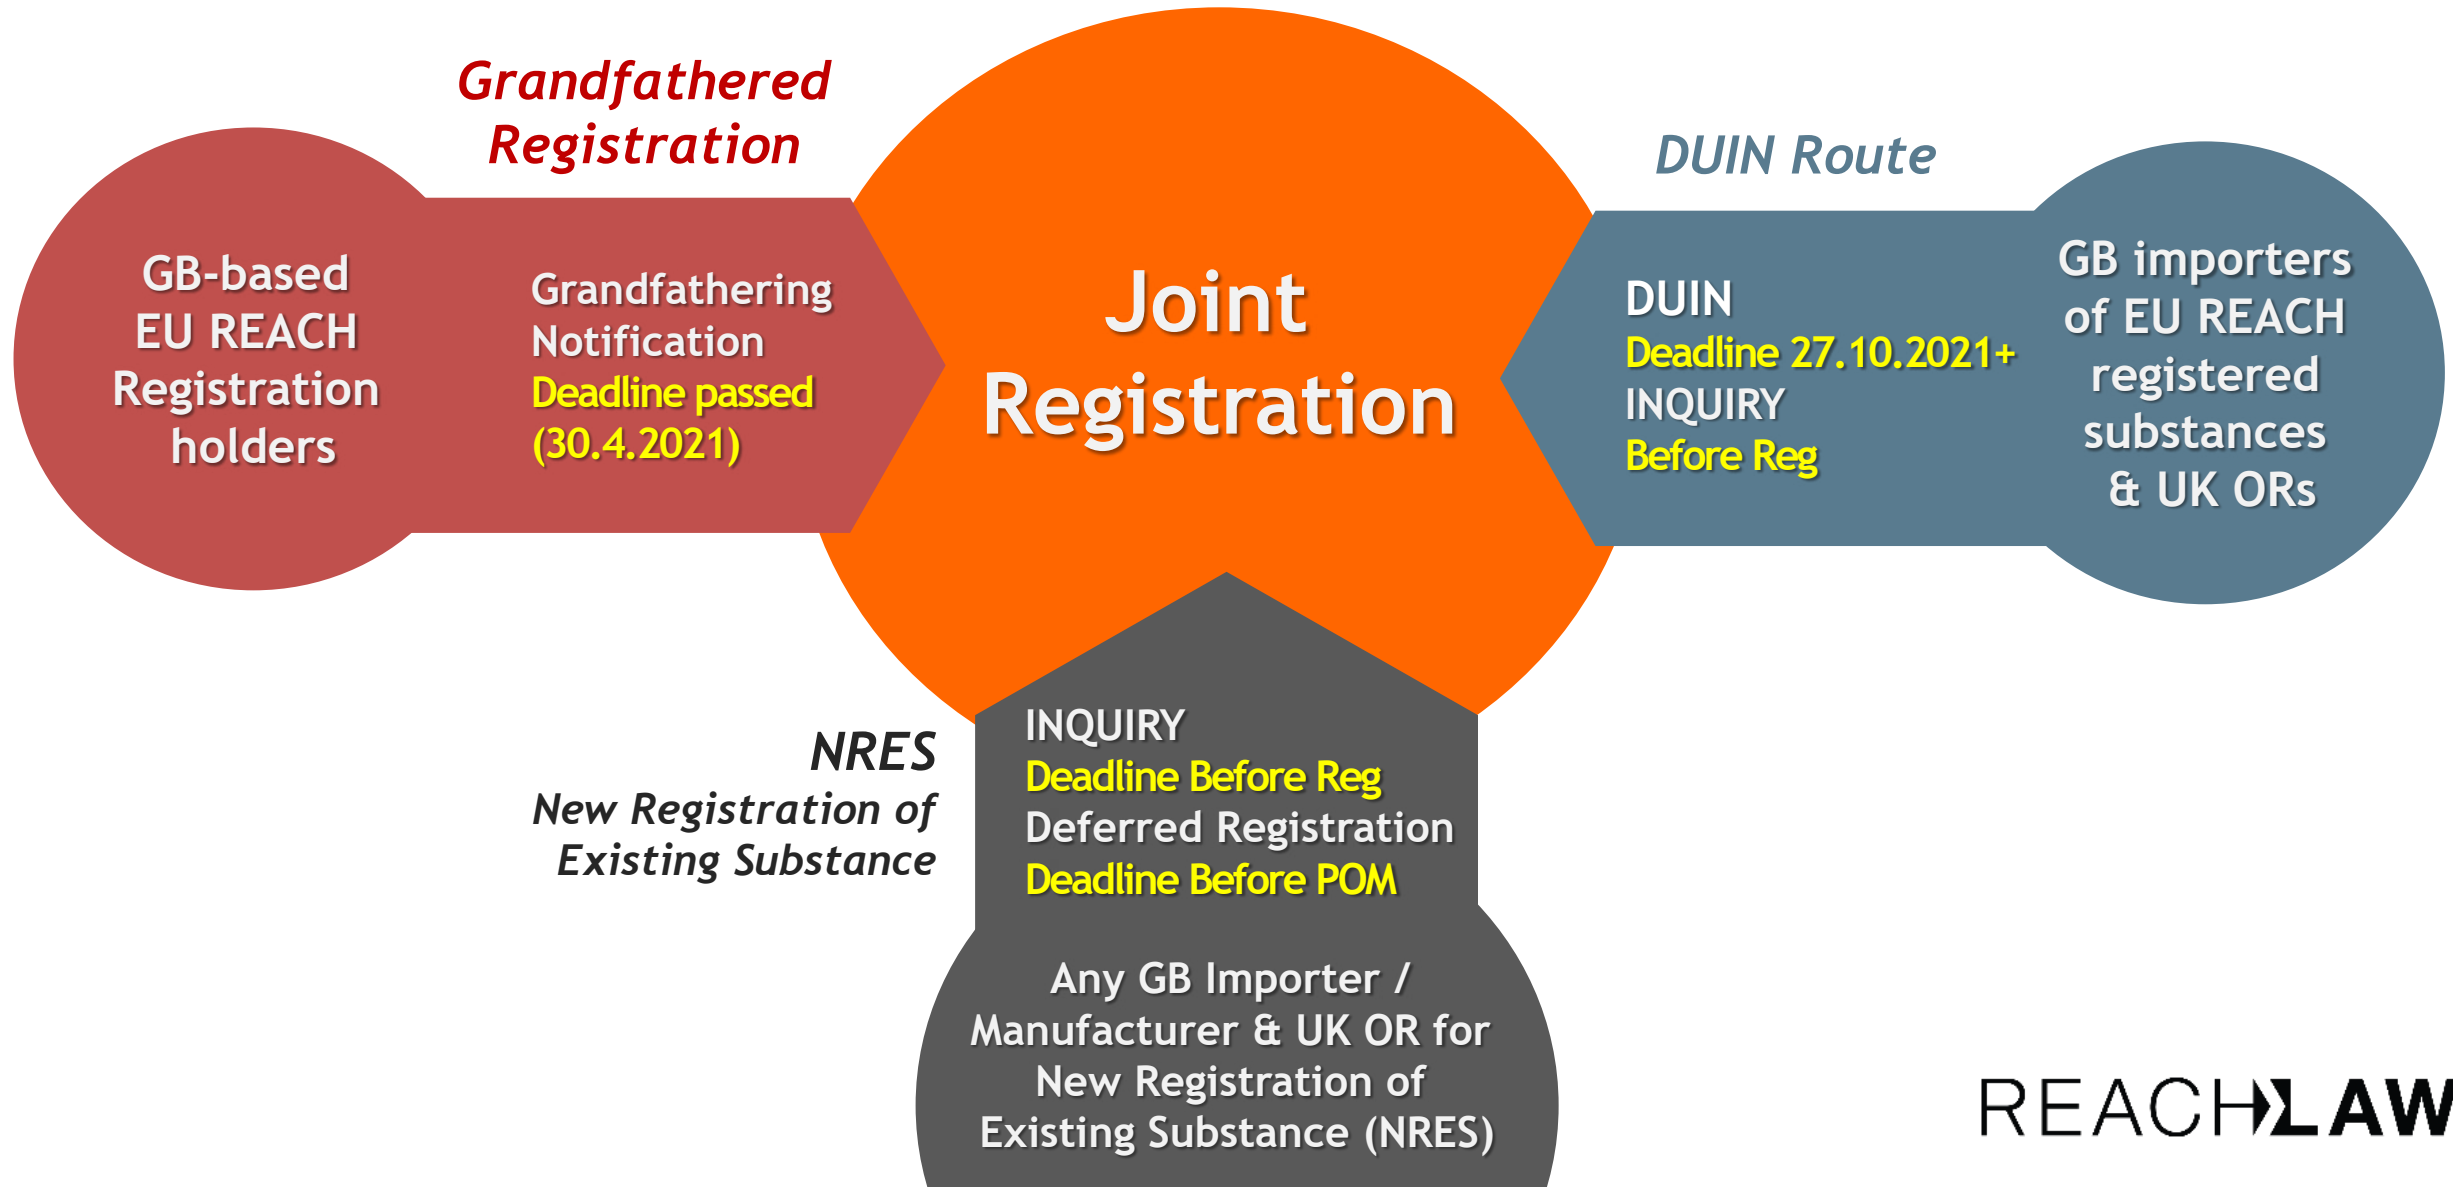 Grandfathered
Registration
GB-based
EU REACH
Registration
holders
Grandfathering
Notification
Deadline passed
(30.4.2021)
Joint
Registration
DUIN Route
DUIN
Deadline 27.10.2021+
INQUIRY
Before Reg
GB importers
of EU REACH
registered
substances
& UK ORs
NRES
New Registration of
Existing Substance
INQUIRY
Deadline Before Reg
Deferred Registration
Deadline Before POM
Any GB Importer /
Manufacturer & UK OR for
New Registration of
Existing Substance (NRES)
REACHLAW